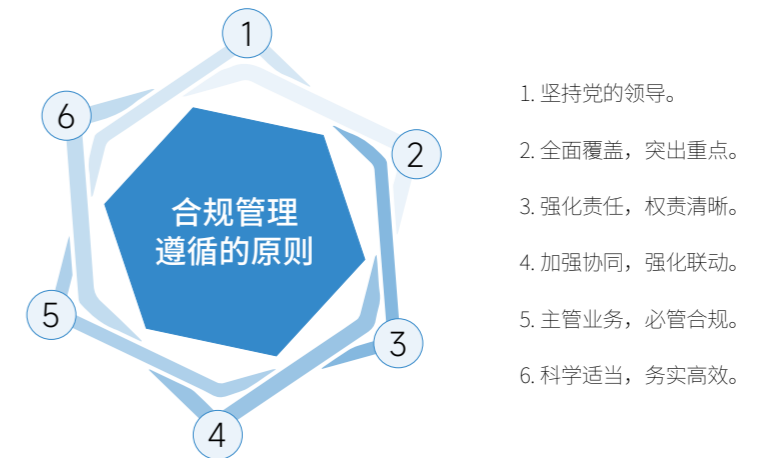 1
2
3
4
5
6
合规管理
遵循的原则
1. 坚持党的领导。
2. 全面覆盖，突出重点。
3. 强化责任，权责清晰。
4. 加强协同，强化联动。
5. 主管业务，必管合规。
6. 科学适当，务实高效。